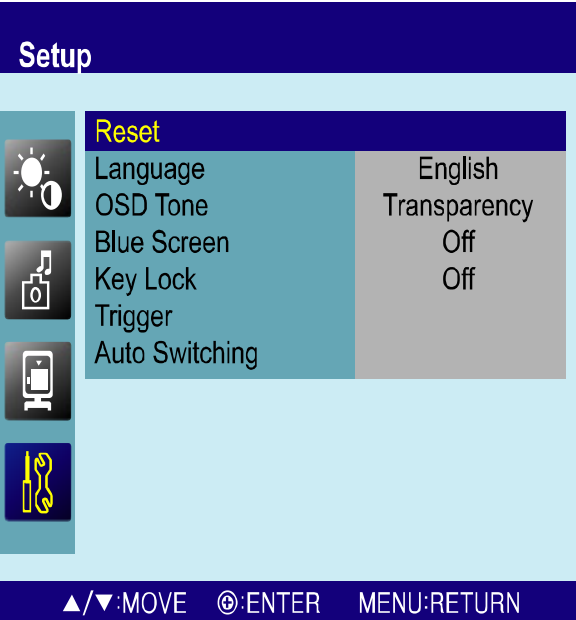 Setup
Reset
Language English
OSD Tone Transparency
Blue Screen Off
Key Lock Off
Trigger
Auto Switching
▲/▼:MOVE ⊕:ENTER MENU:RETURN